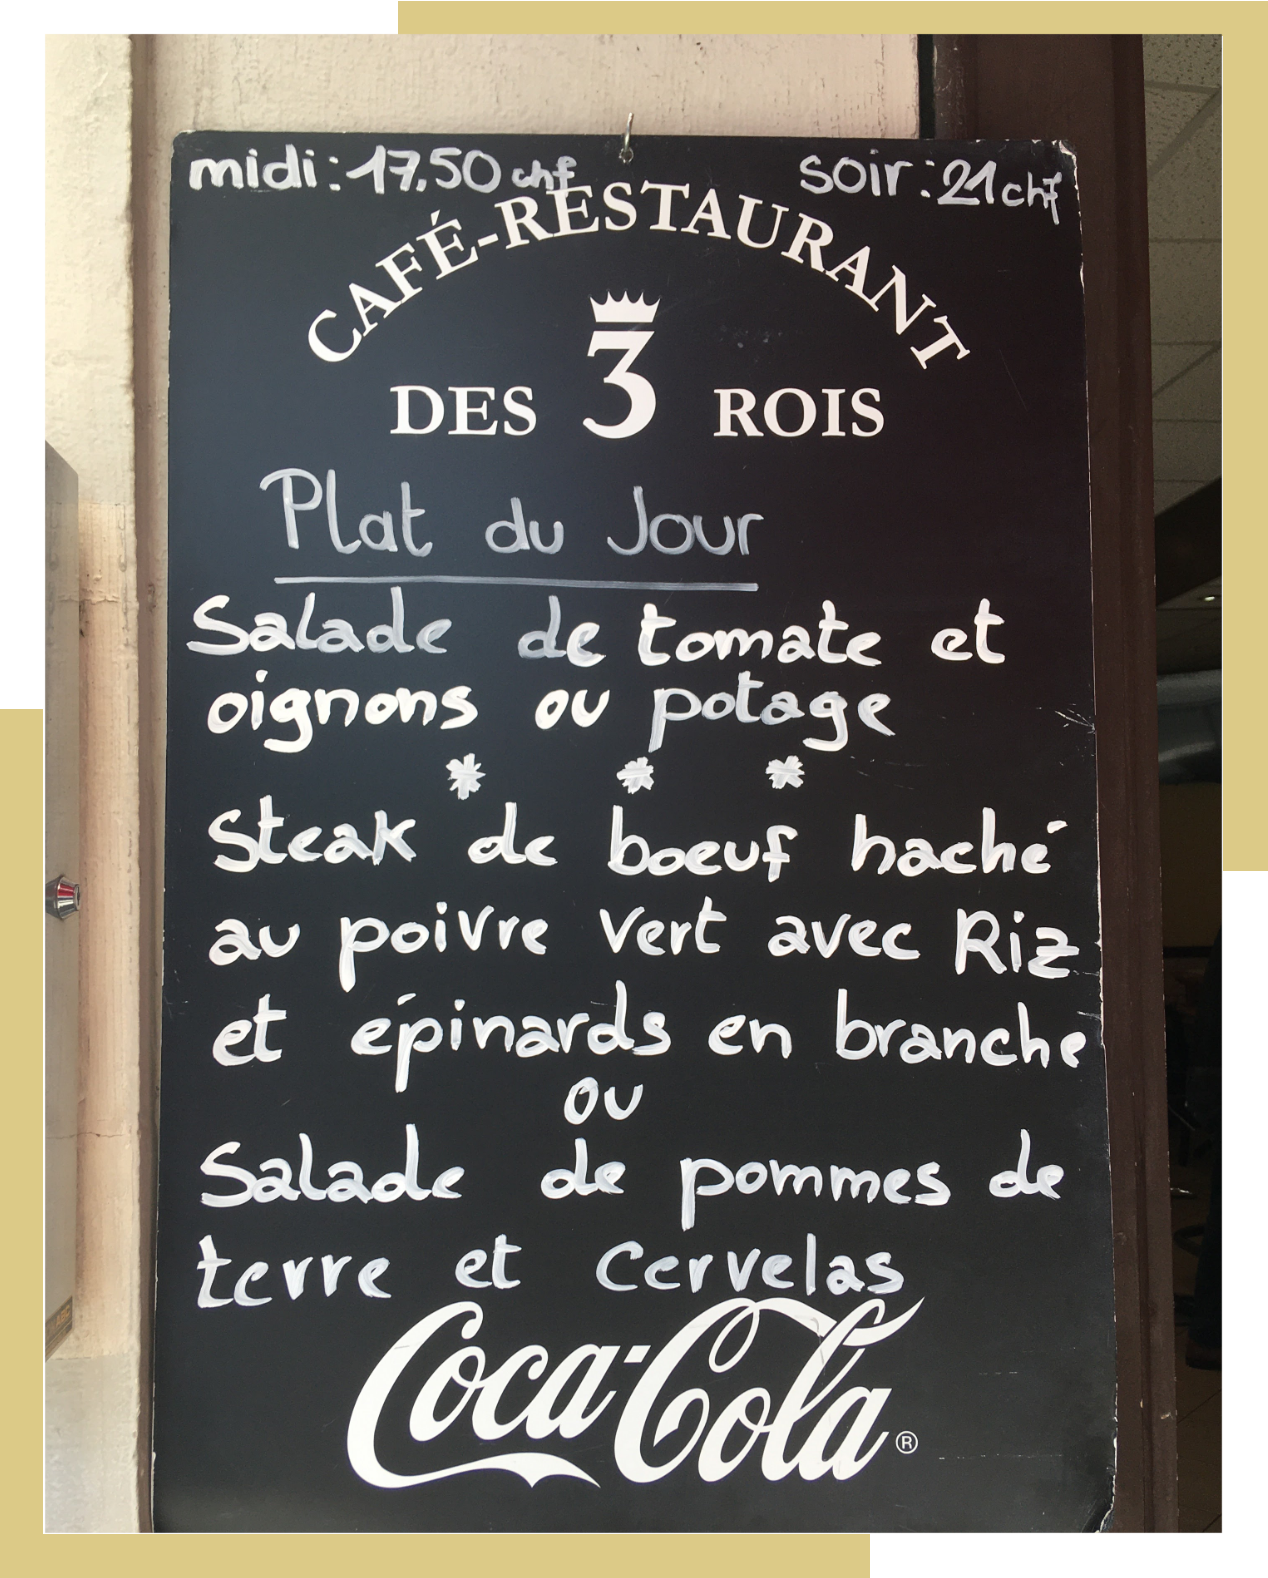 midi: 17.50 chf soir: 21 chf
CAFÉ-RESTAURANT
DES 3 ROIS
Plat du Jour
Salade de tomate et
oignons ou potage
* * *
Steak de boeuf haché
au poivre vert avec Riz
et épinards en branche
ou
Salade de pommes de
terre et Cervelas
Coca-Cola ®